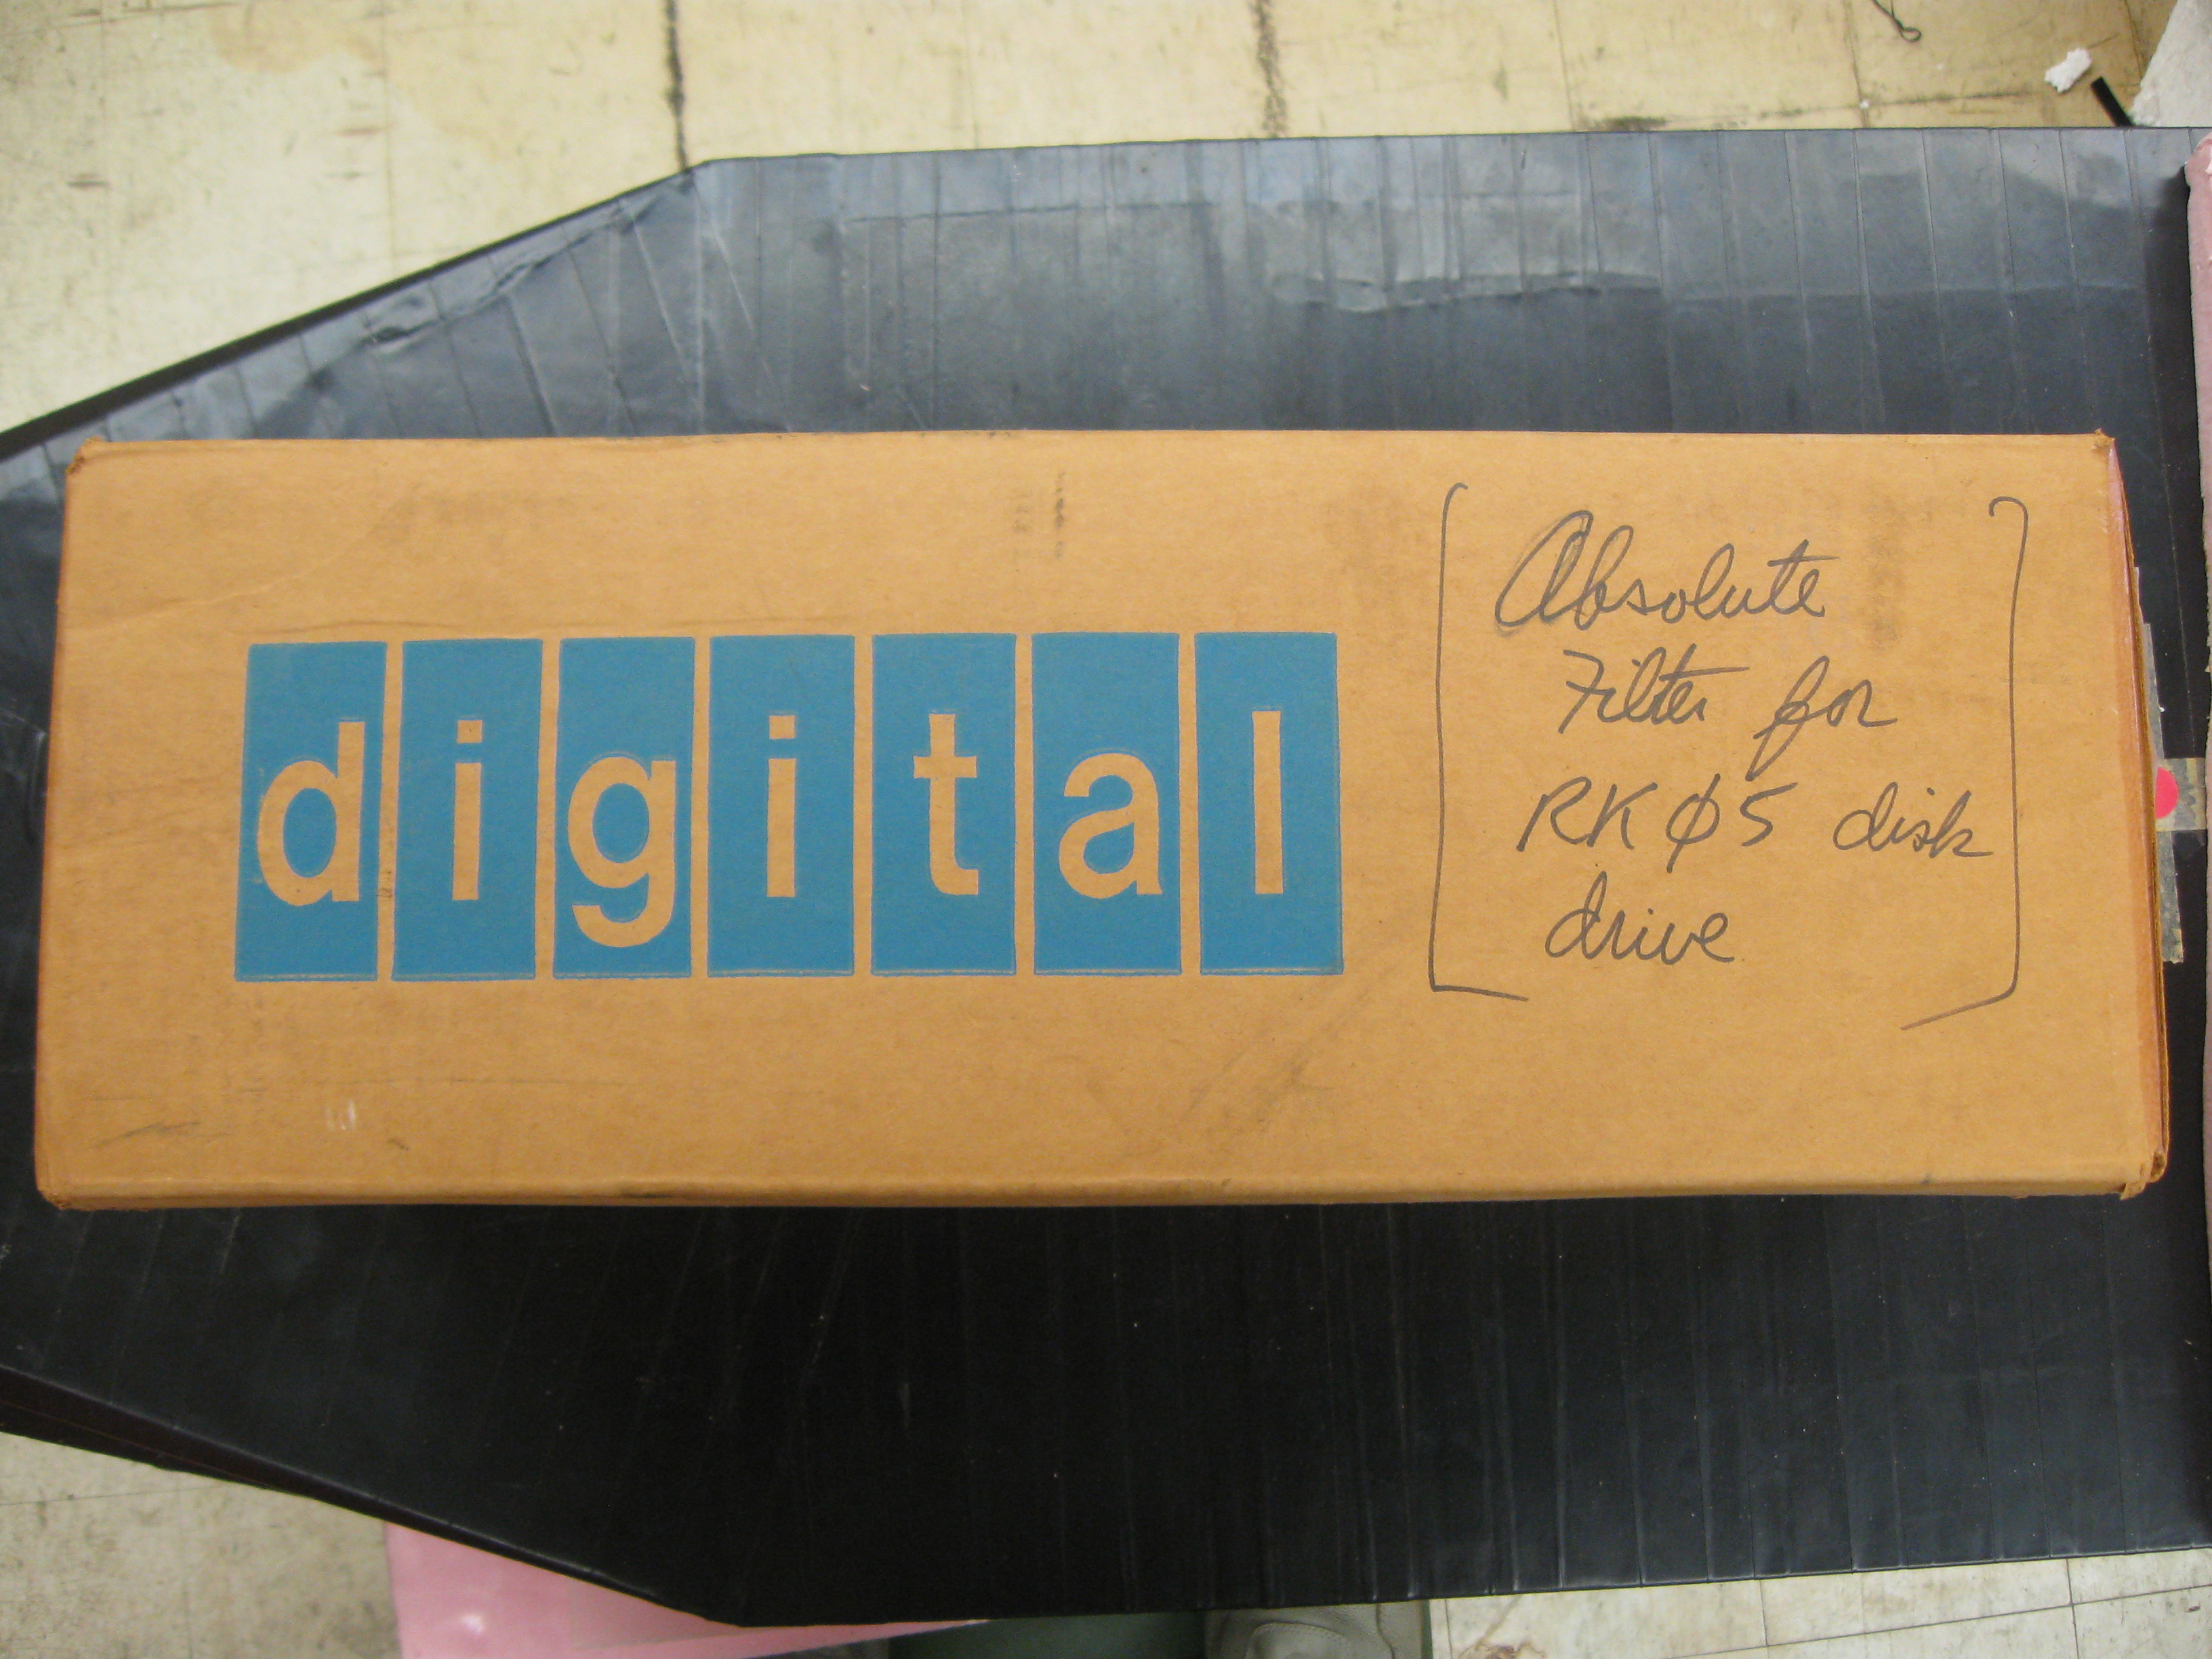 digital
Absolute
Filter for
RKØ5 disk
drive